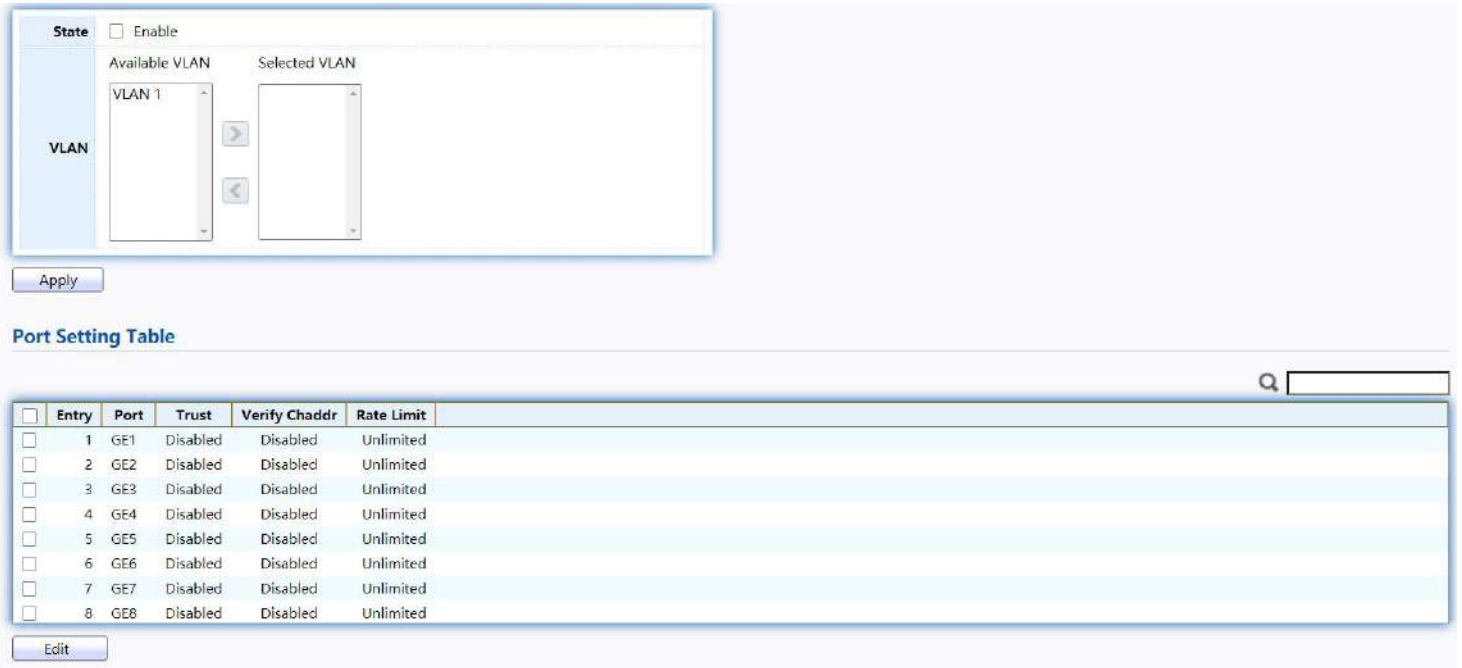 State Enable
Available VLAN Selected VLAN
VLAN 1
VLAN
Apply
Port Setting Table
Entry Port Trust Verify Chaddr Rate Limit
1 GE1 Disabled Disabled Unlimited
2 GE2 Disabled Disabled Unlimited
3 GE3 Disabled Disabled Unlimited
4 GE4 Disabled Disabled Unlimited
5 GE5 Disabled Disabled Unlimited
6 GE6 Disabled Disabled Unlimited
7 GE7 Disabled Disabled Unlimited
8 GE8 Disabled Disabled Unlimited
Edit